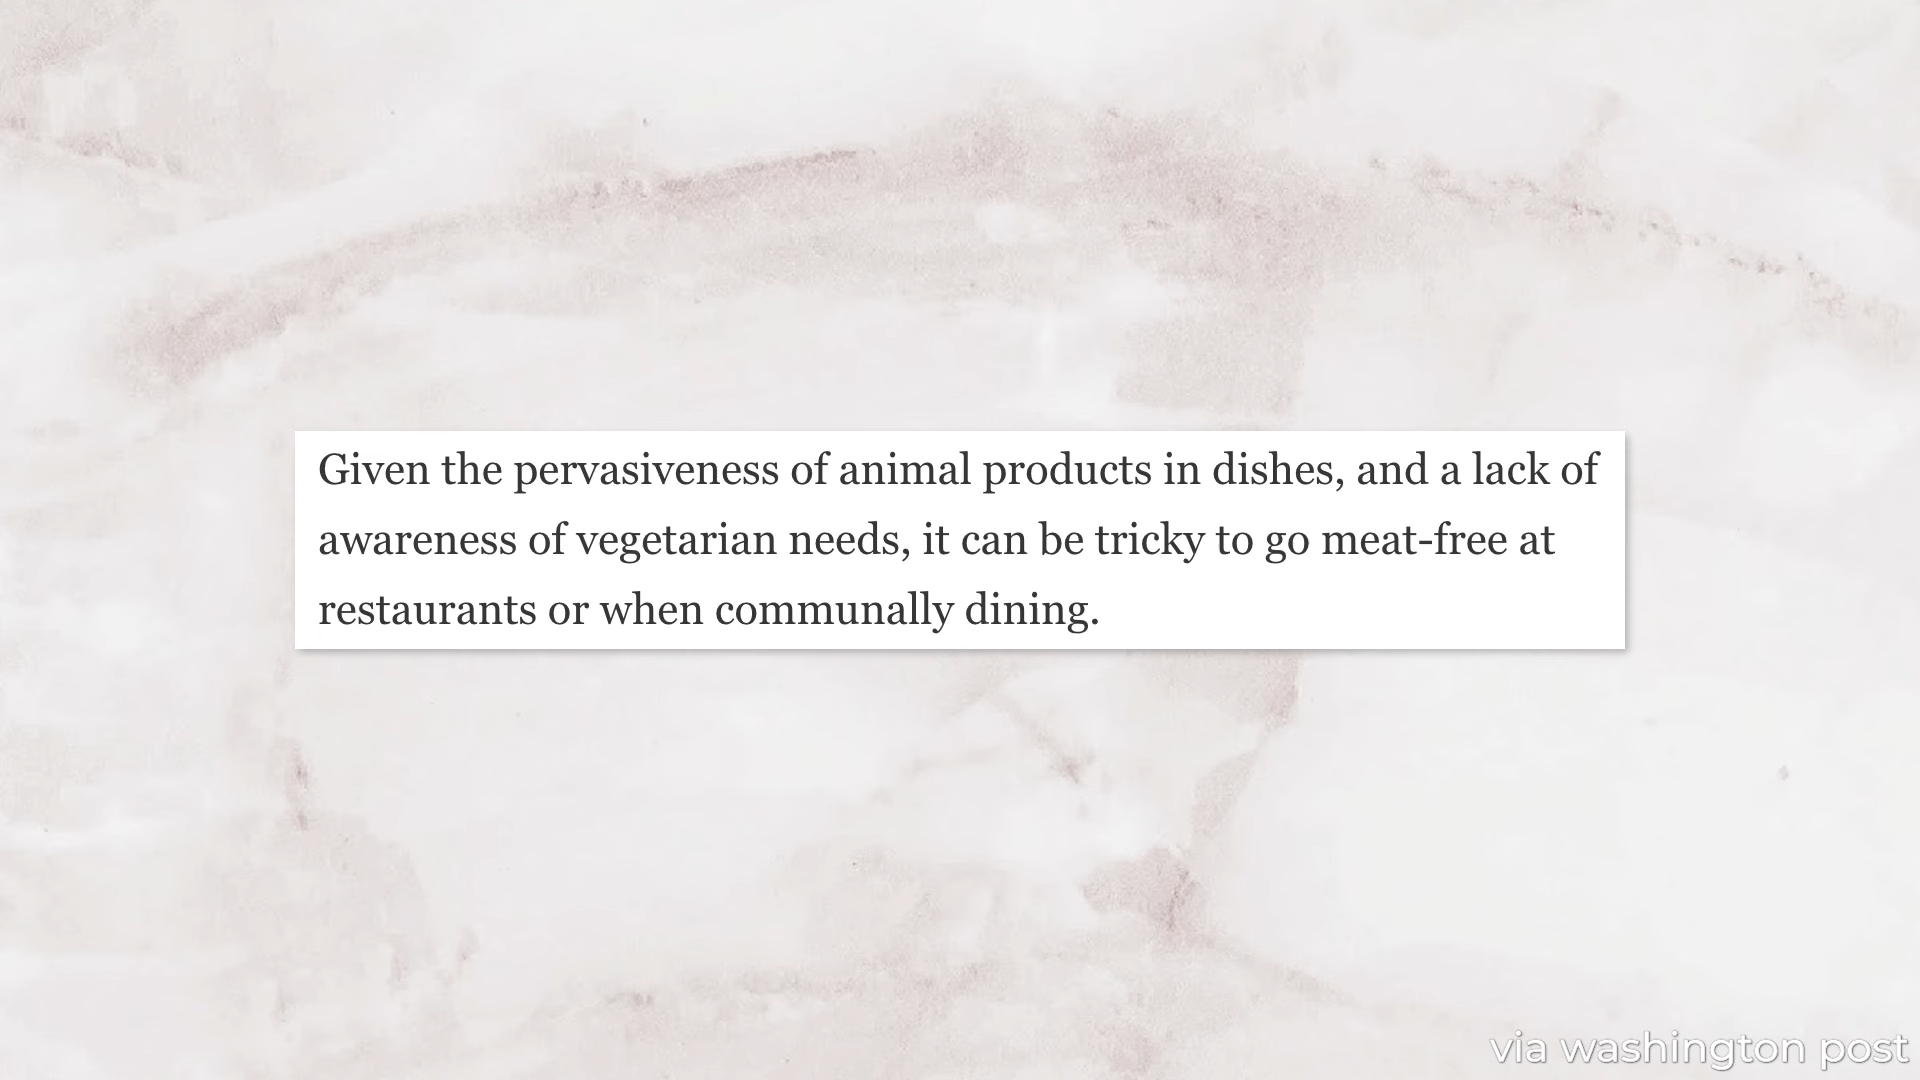 Given the pervasiveness of animal products in dishes, and a lack of
awareness of vegetarian needs, it can be tricky to go meat-free at
restaurants or when communally dining.
via washington post